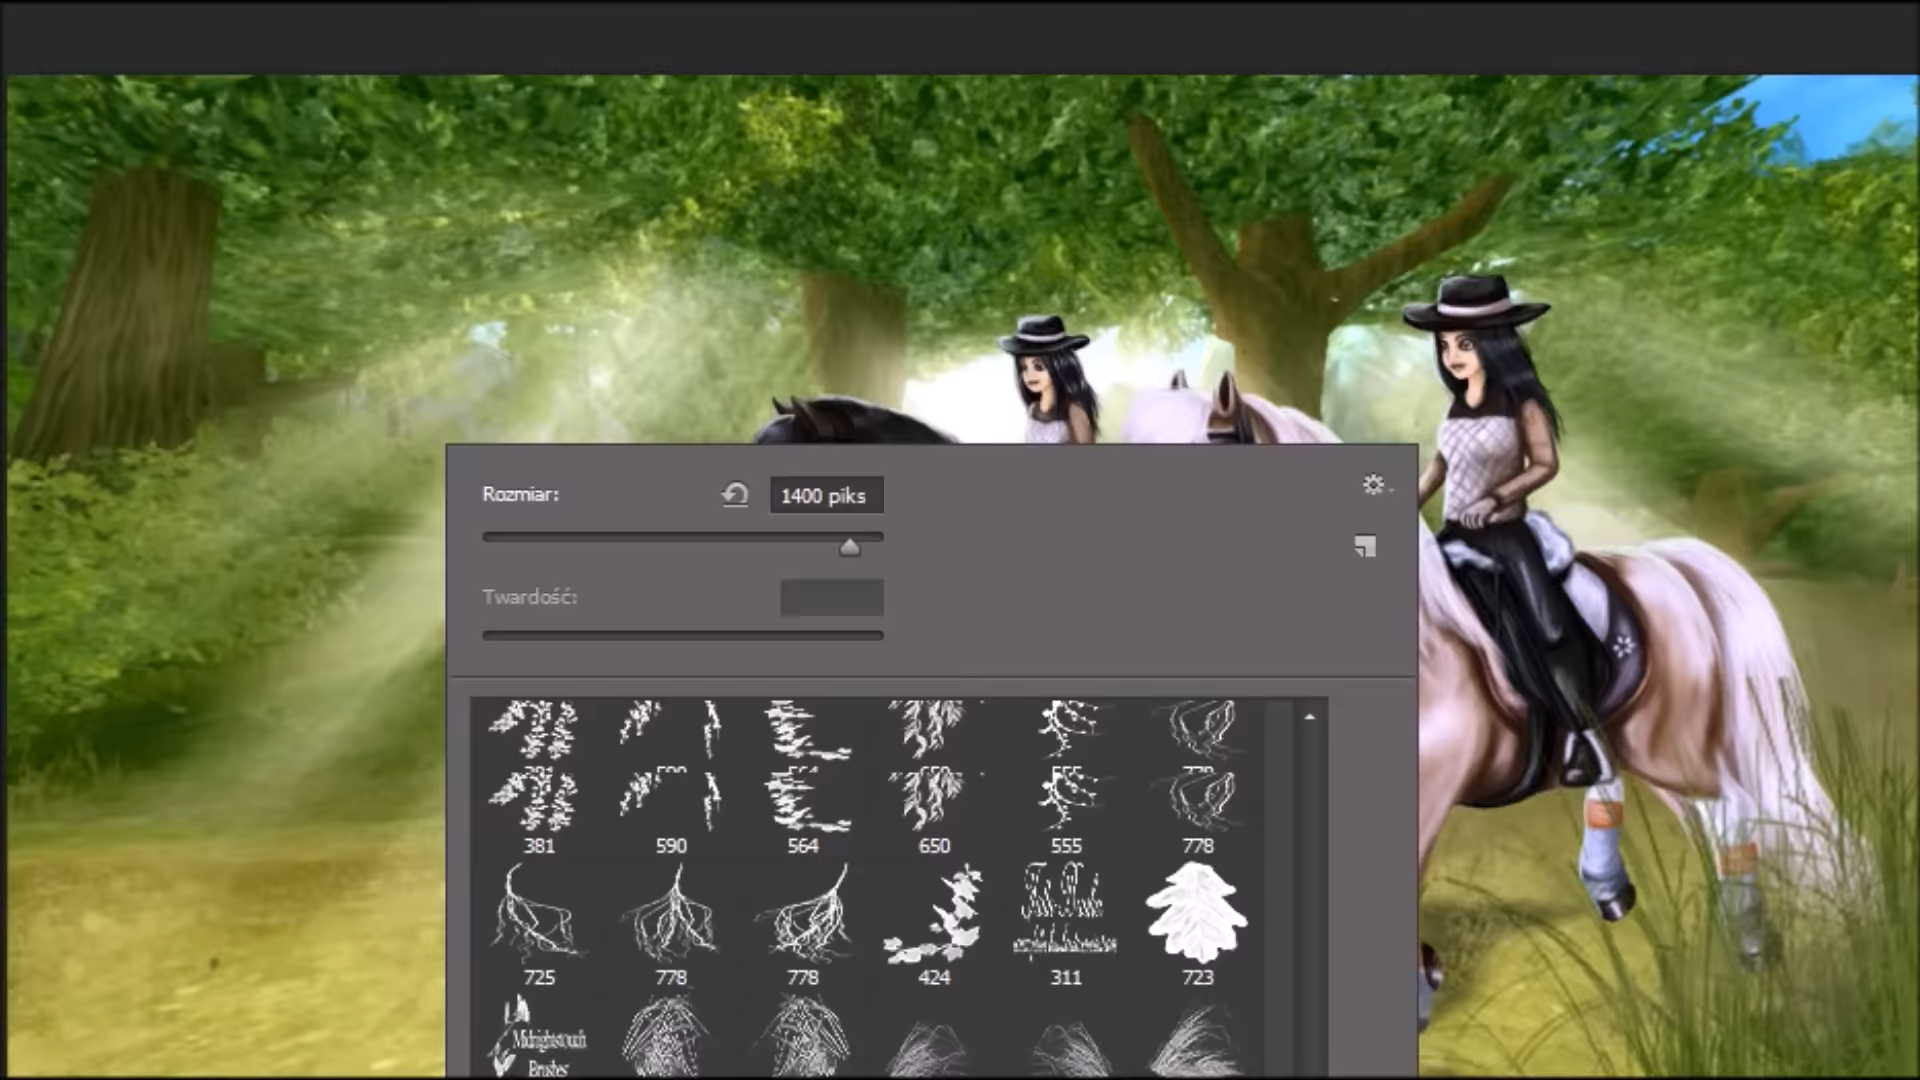 Rozmiar:
1400 piks
Twardość:
381 590 564 650 555 778
725 778 778 424 311 723
Midnightstouch
Brushes